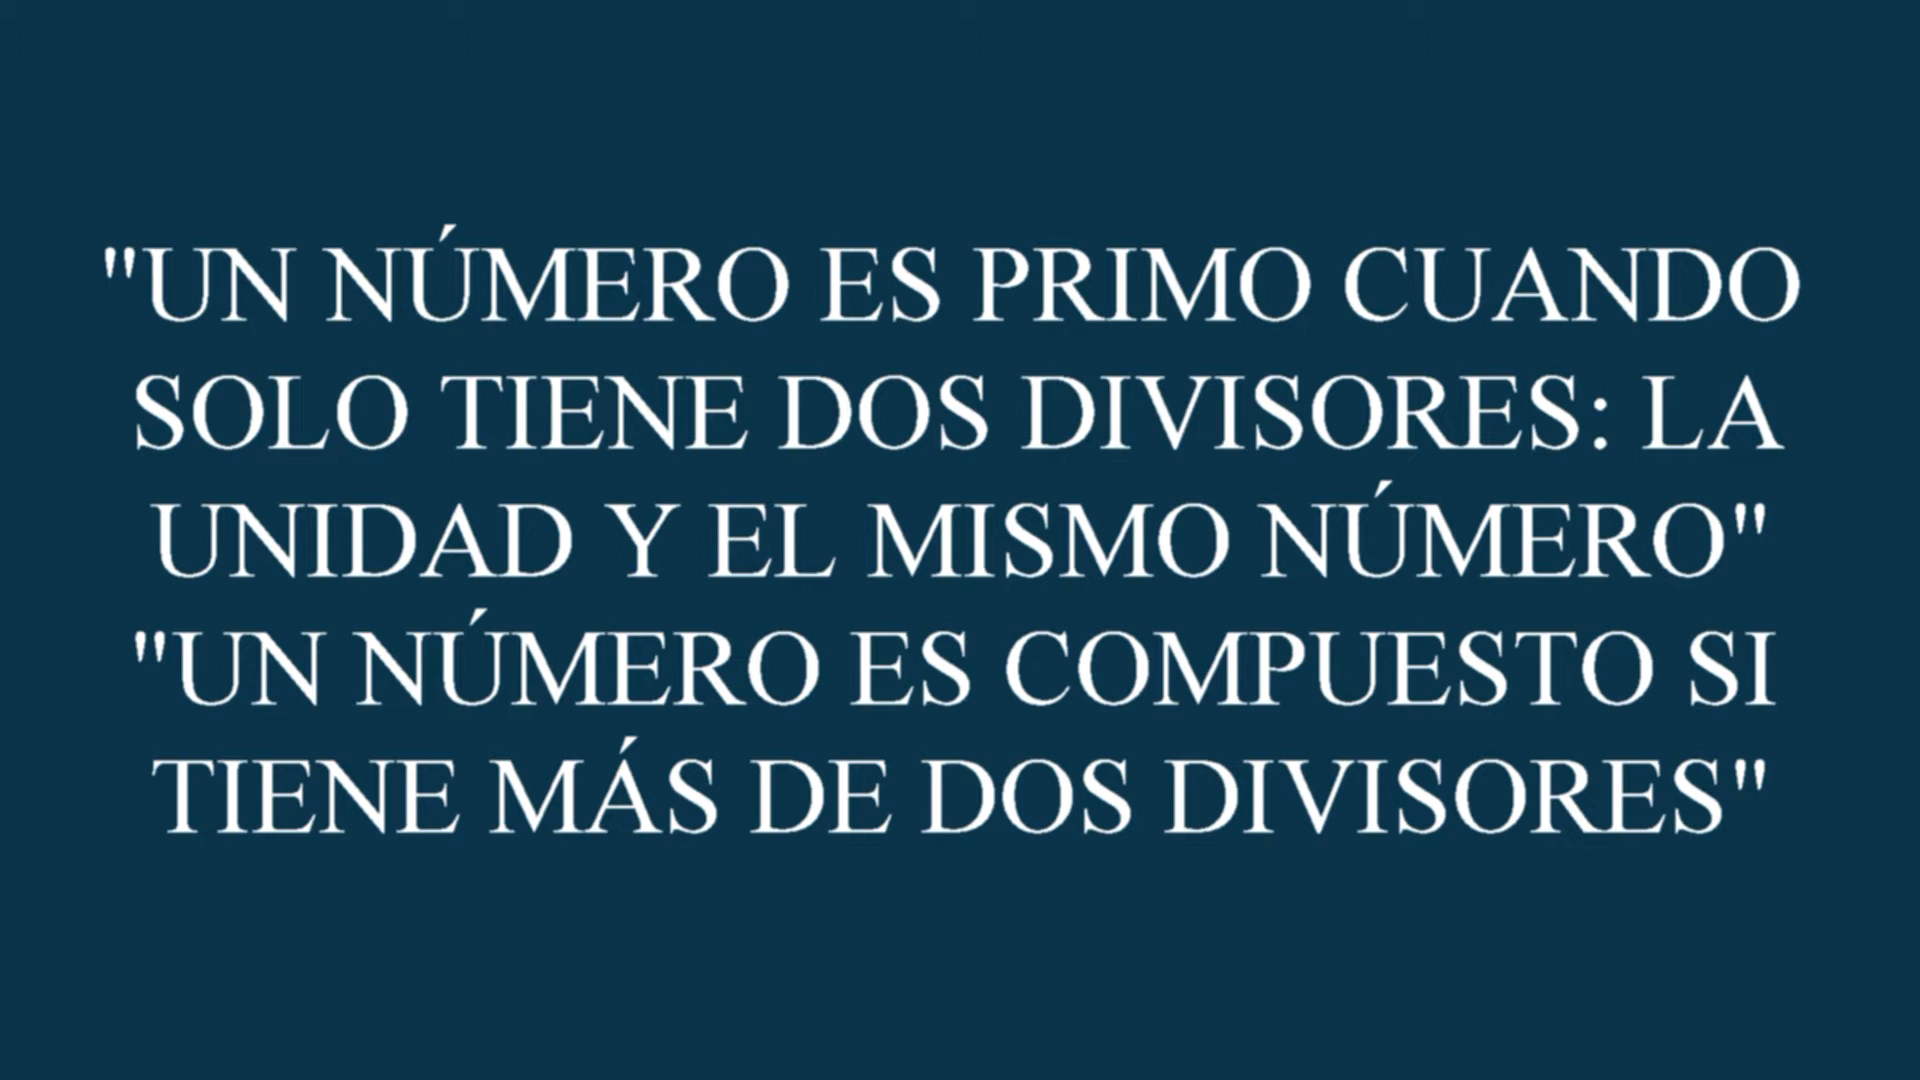 "UN NÚMERO ES PRIMO CUANDO
SOLO TIENE DOS DIVISORES: LA
UNIDAD Y EL MISMO NÚMERO"
"UN NÚMERO ES COMPUESTO SI
TIENE MÁS DE DOS DIVISORES"